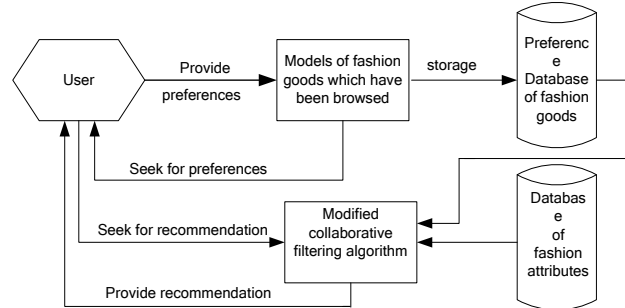 User
Provide
preferences
Models of fashion
goods which have
been browsed
storage
Preferenc
e
Database
of fashion
goods
Seek for preferences
Seek for recommendation
Modified
collaborative
filtering algorithm
Databas
e
of
fashion
attributes
Provide recommendation